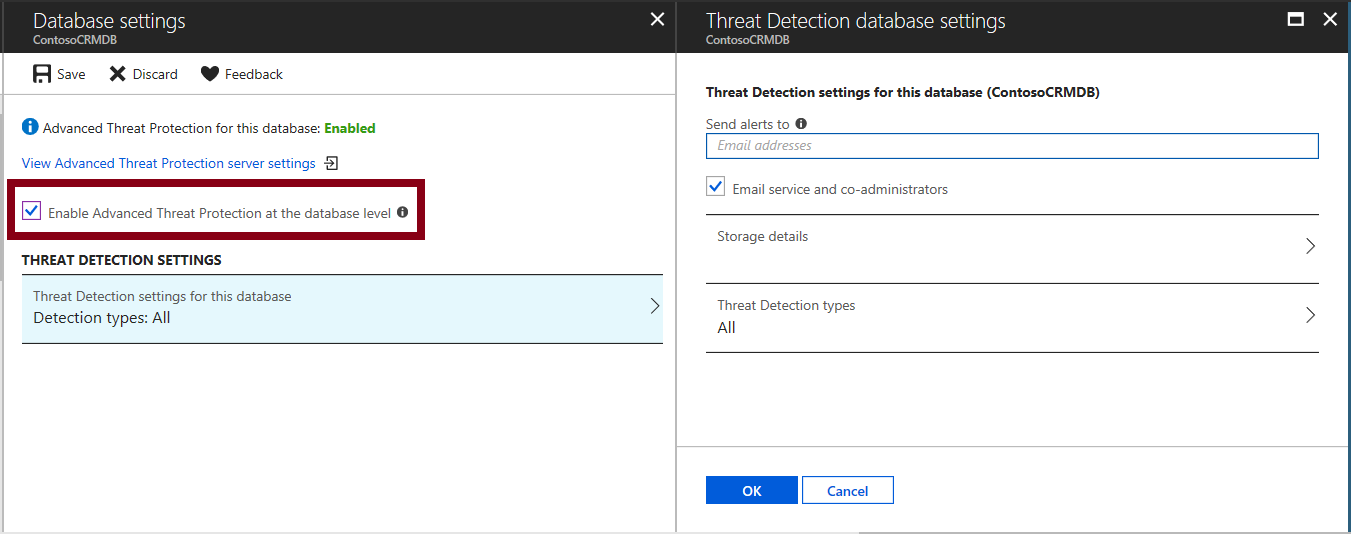 Database settings
ContosoCRMDB
Save
Discard
Feedback
Advanced Threat Protection for this database: Enabled
View Advanced Threat Protection server settings
Enable Advanced Threat Protection at the database level
THREAT DETECTION SETTINGS
Threat Detection settings for this database
Detection types: All
Threat Detection database settings
ContosoCRMDB
Threat Detection settings for this database (ContosoCRMDB)
Send alerts to
Email addresses
Email service and co-administrators
Storage details
Threat Detection types
All
OK
Cancel